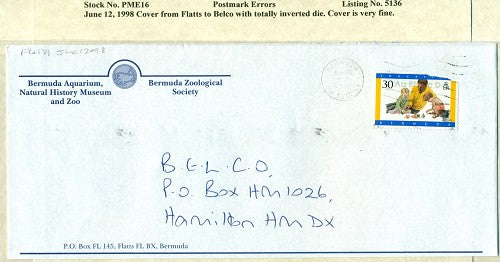 Stock No. PME16 Postmark Errors Listing No. 5136
June 12, 1998 Cover from Flatts to Belco with totally inverted die. Cover is very fine.
Bermuda Aquarium,
Natural History Museum
and Zoo
Bermuda Zoological
Society
30
BERMUDA
B.E.L.C.O,
P.O. Box HM 1026,
Hamilton HM DX
P.O. Box FL 145, Flatts FL BX, Bermuda